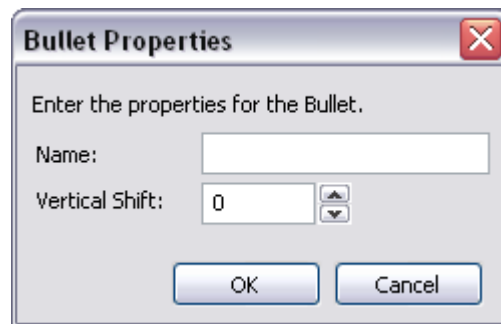 Bullet Properties
Enter the properties for the Bullet.
Name:
Vertical Shift: 0
OK Cancel